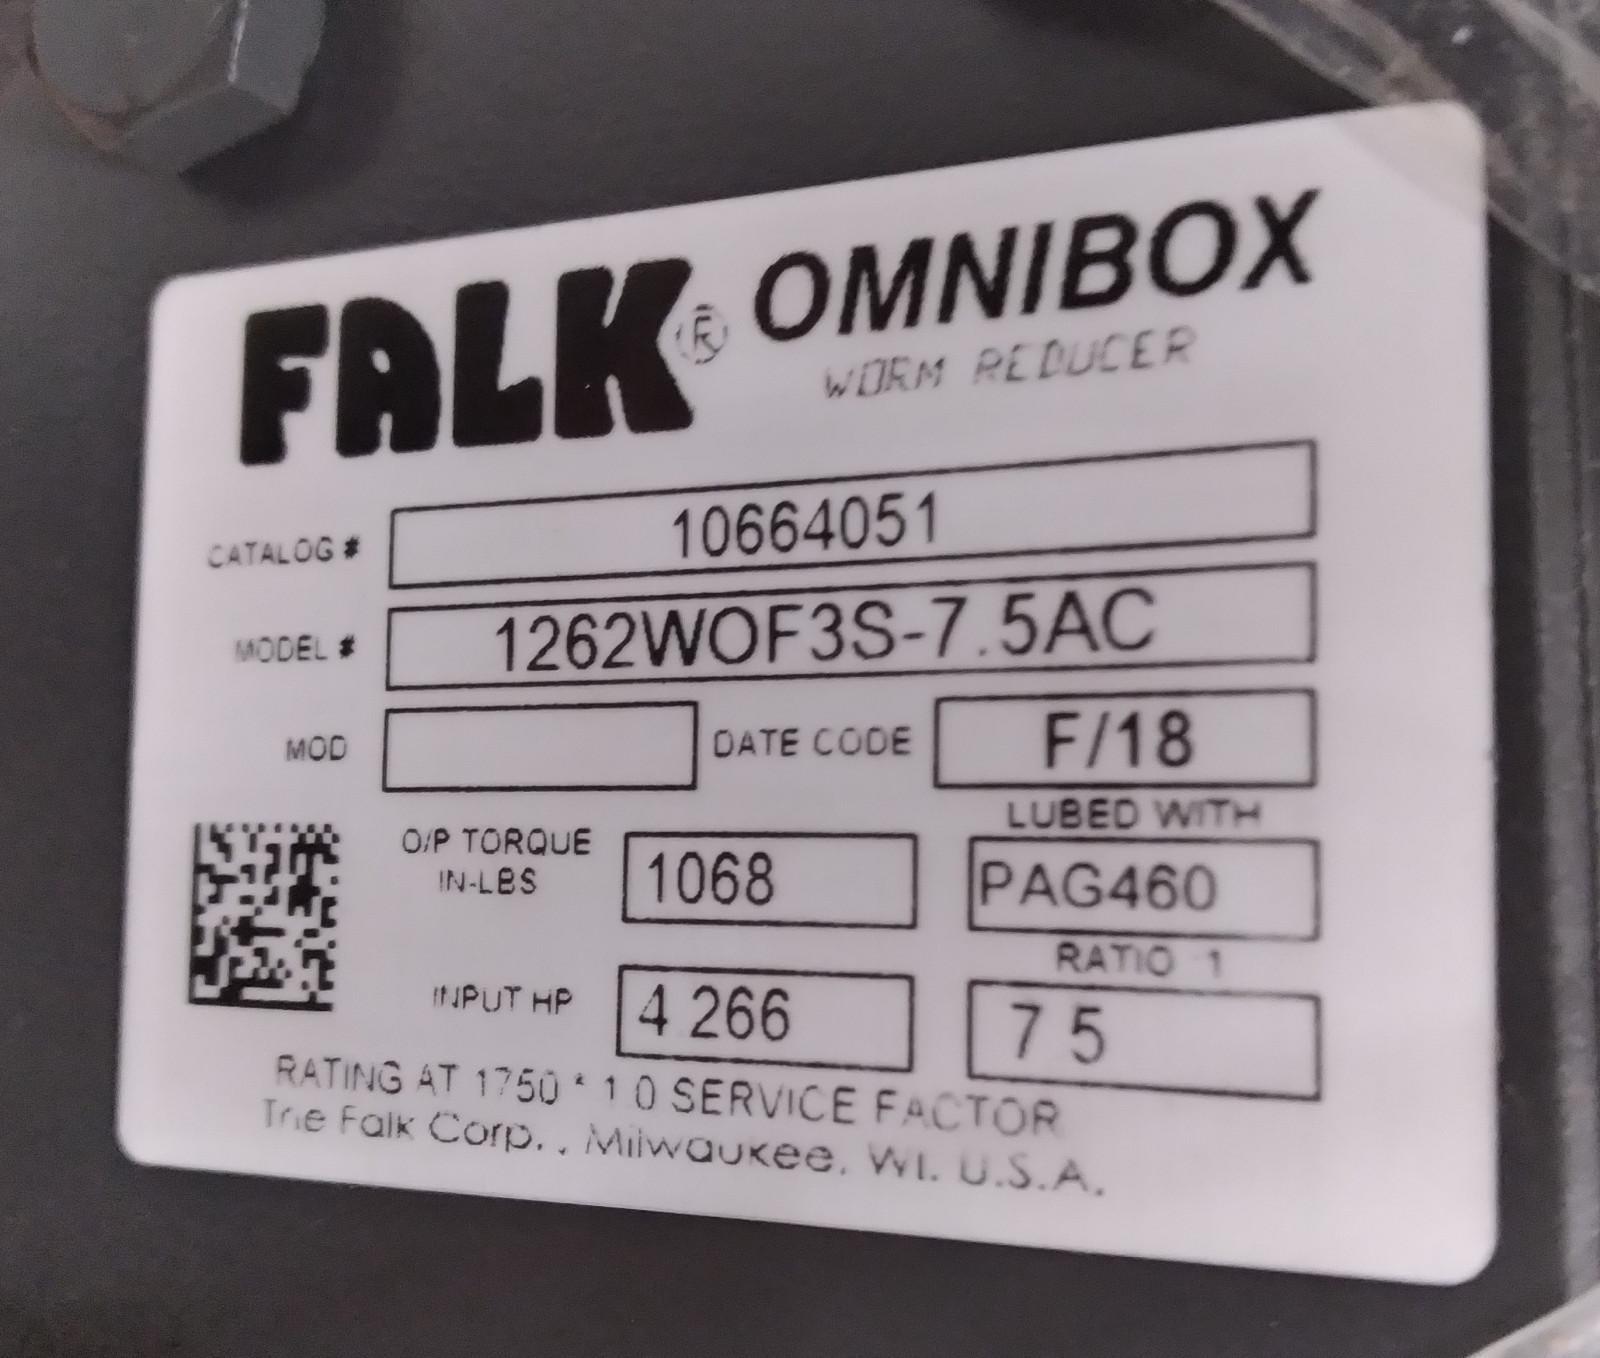 FALK® OMNIBOX
WORM REDUCER
CATALOG # 10664051
MODEL # 1262WOF3S-7.5AC
MOD DATE CODE F/18
LUBED WITH
O/P TORQUE
IN-LBS 1068 PAG460
RATIO 1
INPUT HP 4 266 7 5
RATING AT 1750 * 1 0 SERVICE FACTOR
The Falk Corp. , Milwaukee, WI. U.S.A.